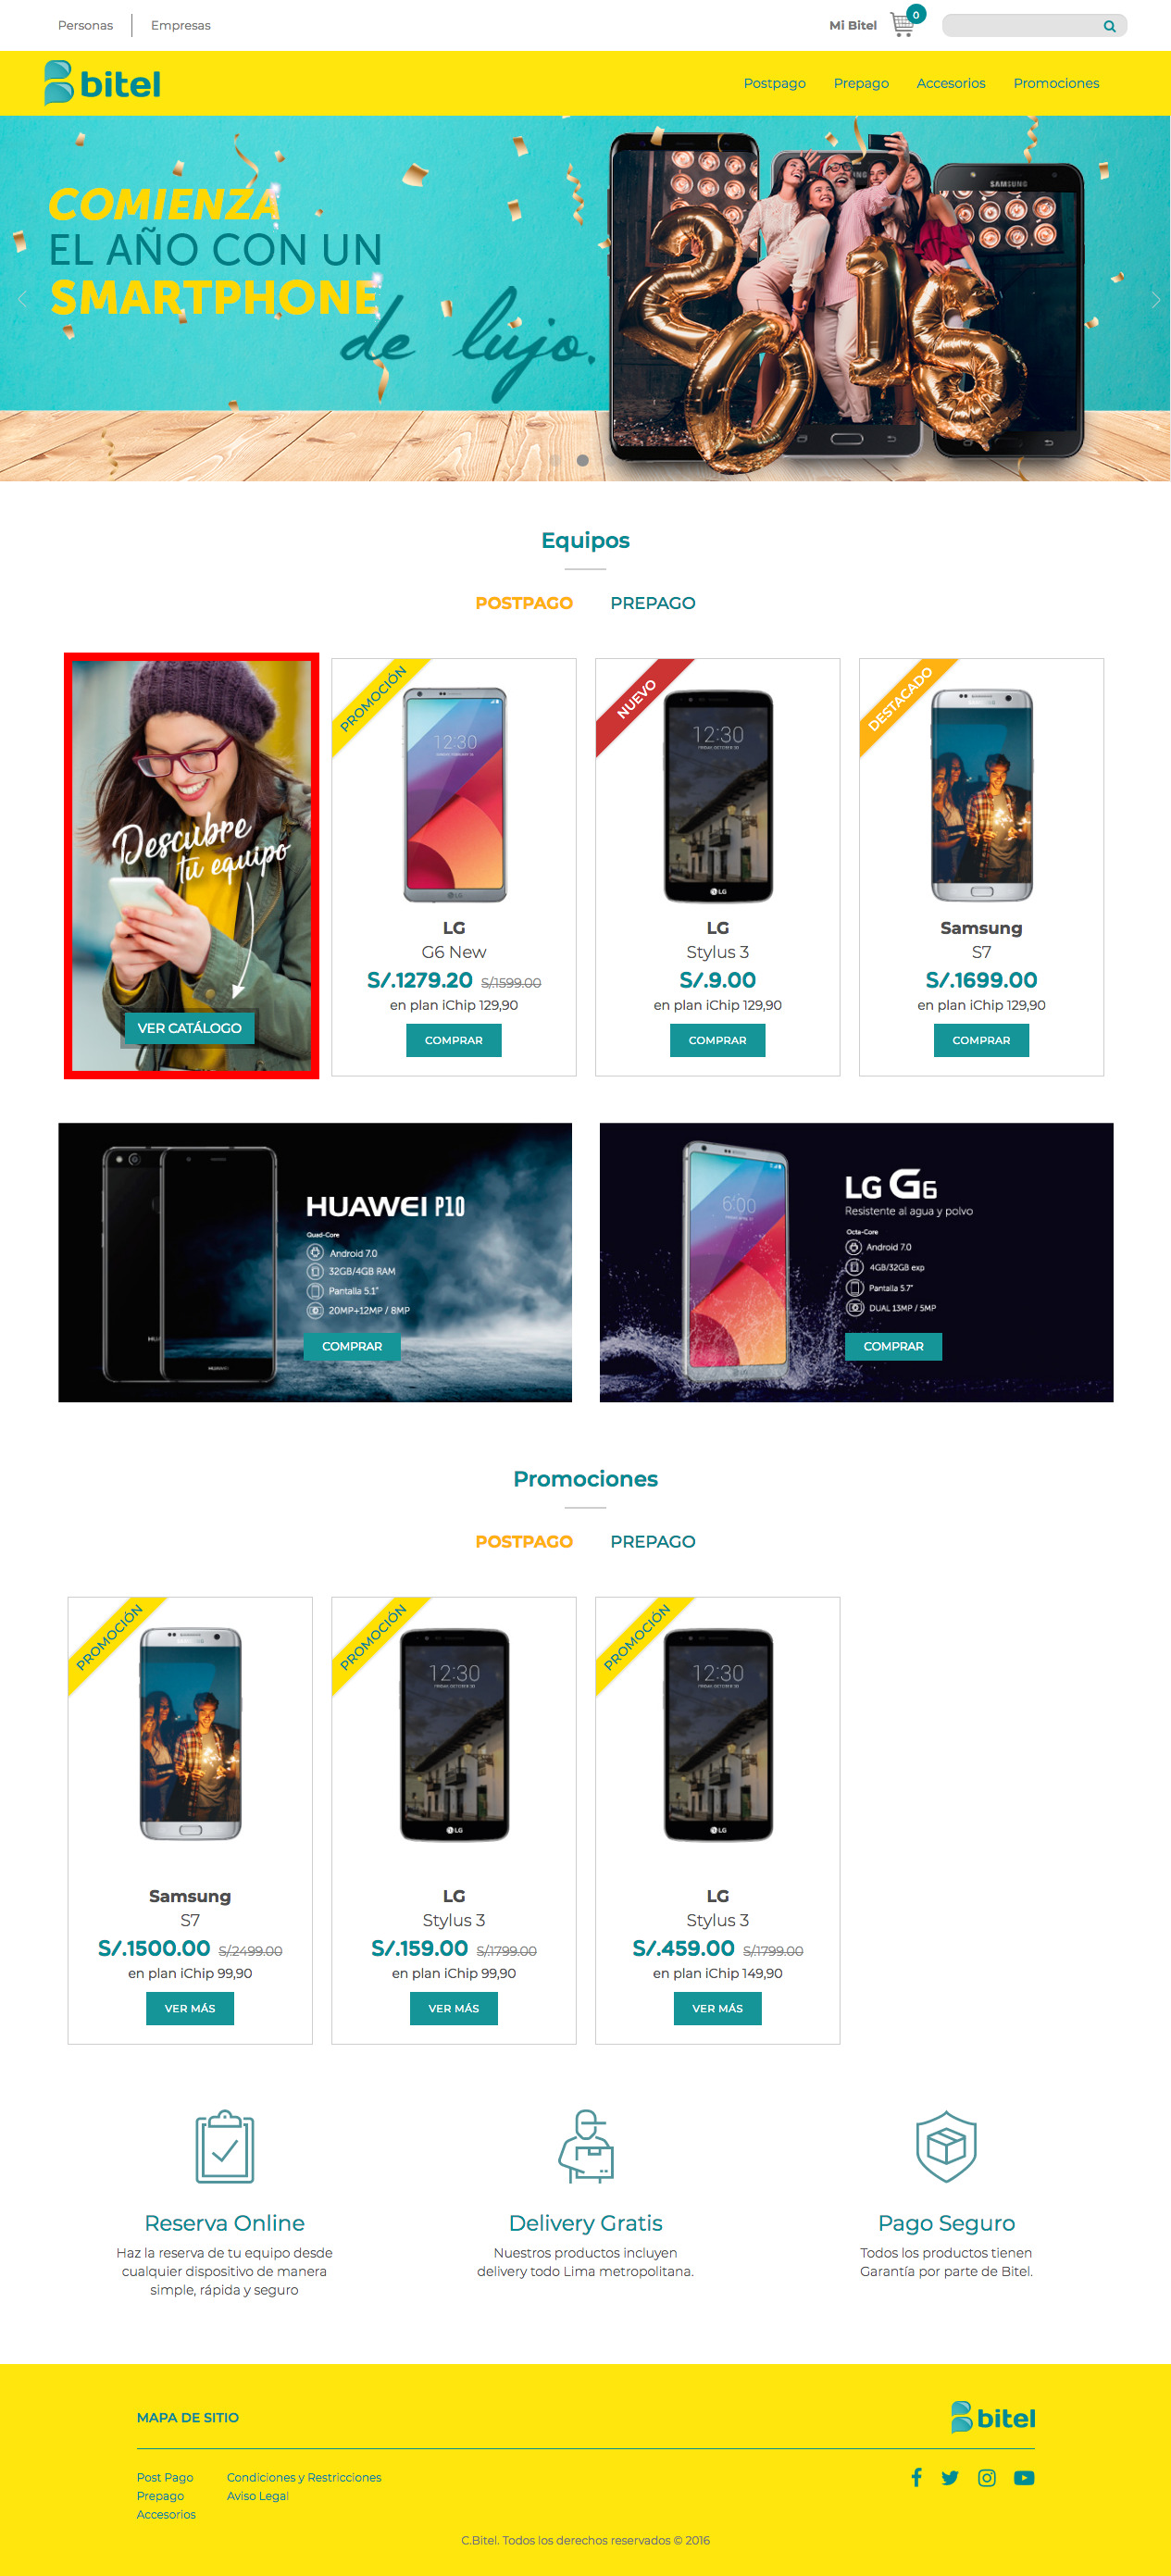 Personas
Empresas
Mi Bitel
0
bitel
Postpago
Prepago
Accesorios
Promociones
COMIENZA
EL AÑO CON UN
SMARTPHONE
de lujo.
SAMSUNG
2018
Equipos
POSTPAGO
PREPAGO
Descubre
tu equipo
VER CATÁLOGO
PROMOCIÓN
12:30
LG
G6 New
S/.1279.20 S/.1599.00
en plan iChip 129,90
COMPRAR
NUEVO
12:30
LG
LG
Stylus 3
S/.9.00
en plan iChip 129,90
COMPRAR
DESTACADO
SAMSUNG
Samsung
S7
S/.1699.00
en plan iChip 129,90
COMPRAR
HUAWEI P10
Quad-Core
Android 7.0
32GB/4GB RAM
Pantalla 5.1"
20MP+12MP / 8MP
COMPRAR
HUAWEI
6:00
LG G6
Resistente al agua y polvo
Octa-Core
Android 7.0
4GB/32GB exp
Pantalla 5.7"
DUAL 13MP / 5MP
COMPRAR
Promociones
POSTPAGO
PREPAGO
PROMOCIÓN
SAMSUNG
Samsung
S7
S/.1500.00 S/.2499.00
en plan iChip 99,90
VER MÁS
PROMOCIÓN
12:30
LG
LG
Stylus 3
S/.159.00 S/.1799.00
en plan iChip 99,90
VER MÁS
PROMOCIÓN
12:30
LG
LG
Stylus 3
S/.459.00 S/.1799.00
en plan iChip 149,90
VER MÁS
Reserva Online
Haz la reserva de tu equipo desde
cualquier dispositivo de manera
simple, rápida y seguro
Delivery Gratis
Nuestros productos incluyen
delivery todo Lima metropolitana.
Pago Seguro
Todos los productos tienen
Garantía por parte de Bitel.
MAPA DE SITIO
bitel
Post Pago
Prepago
Accesorios
Condiciones y Restricciones
Aviso Legal
C.Bitel. Todos los derechos reservados © 2016